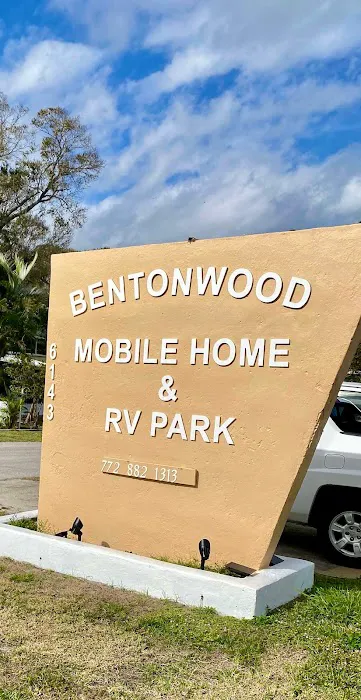 BENTONWOOD
MOBILE HOME
&
RV PARK
772 882 1313
6143